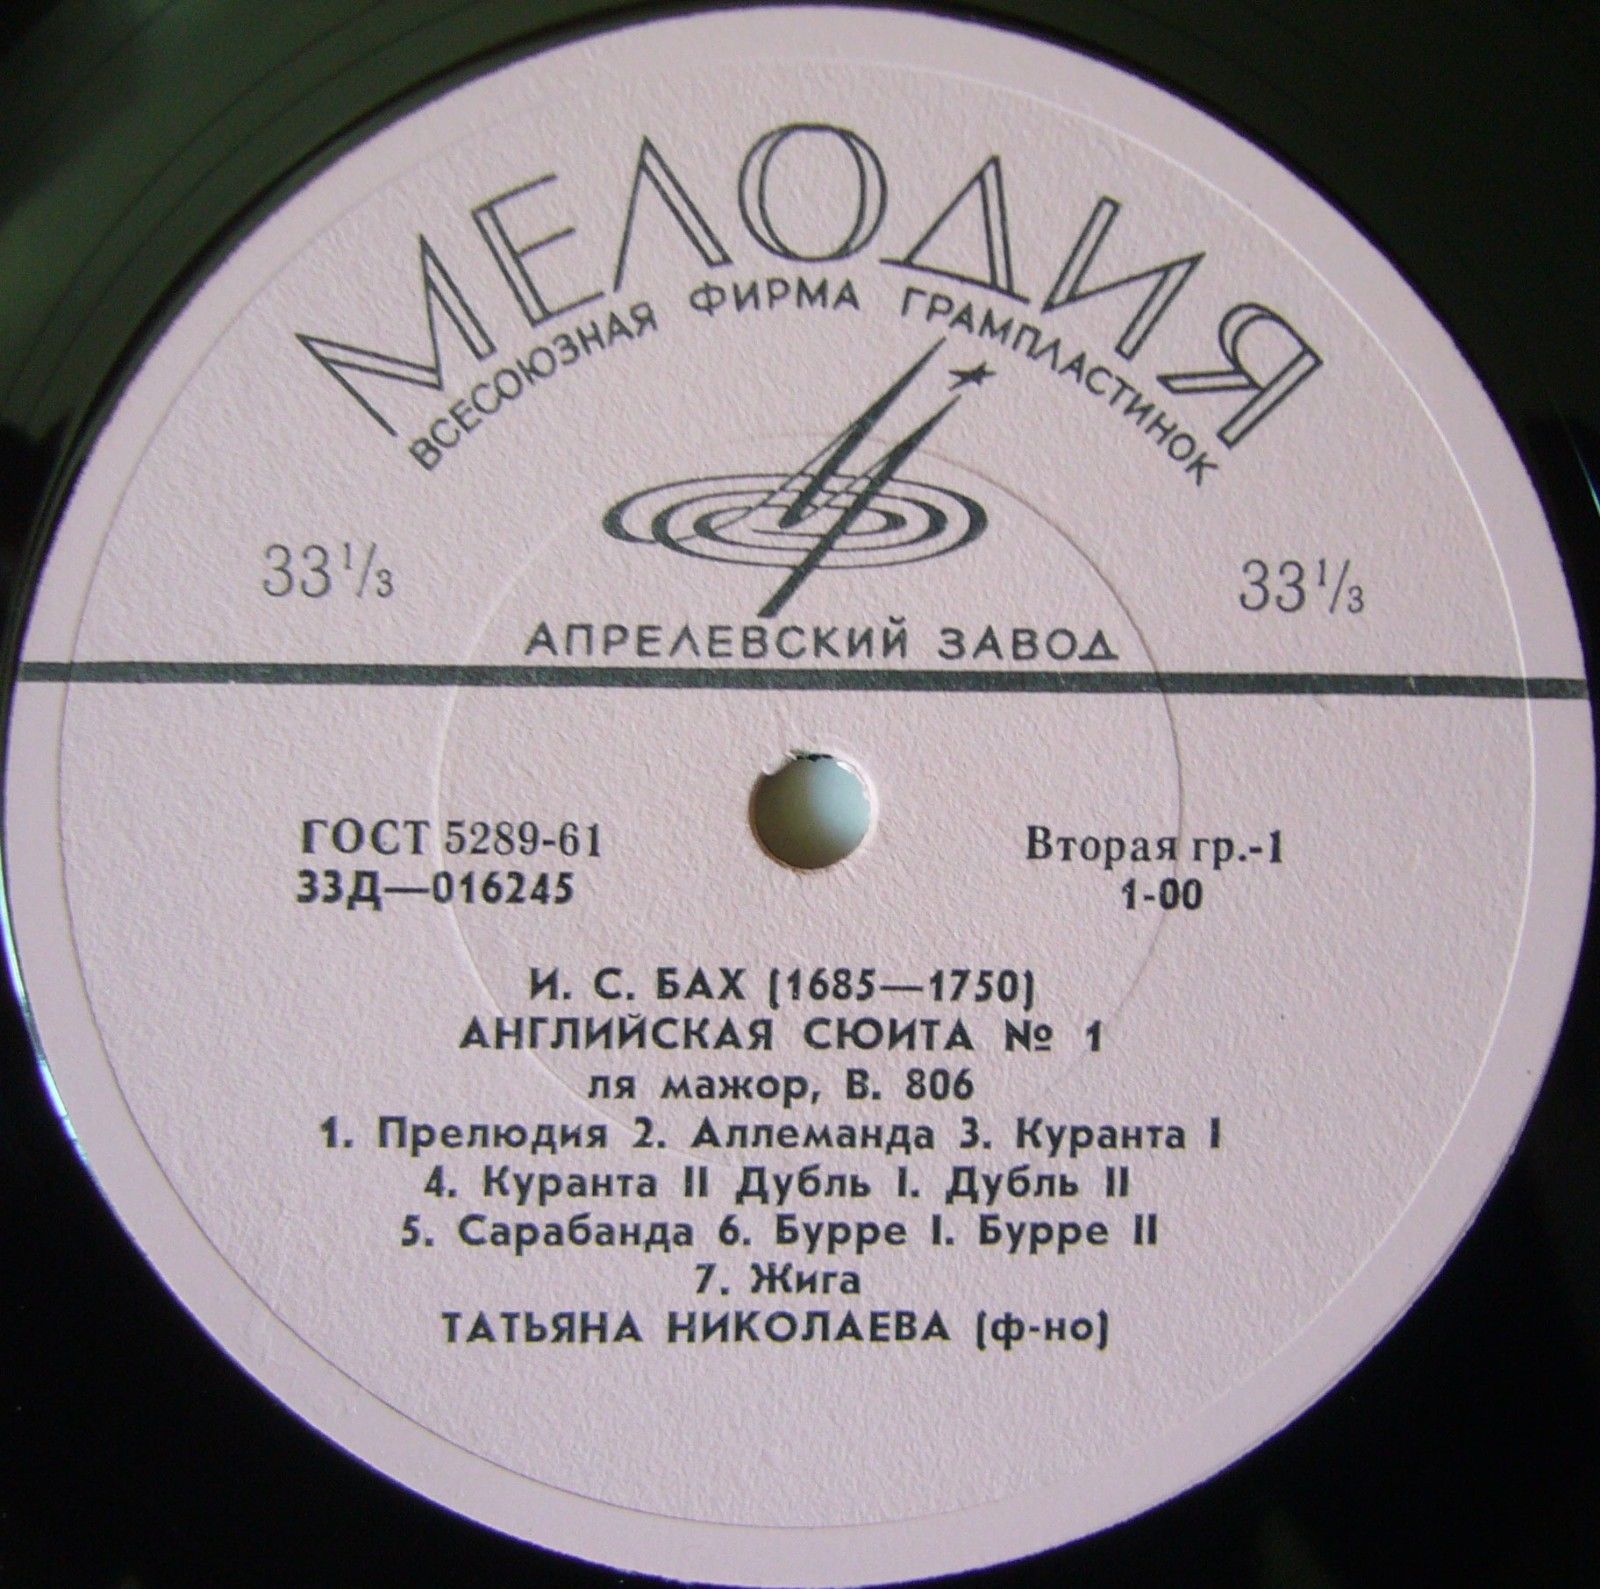 МЕЛОДИЯ
ВСЕСОЮЗНАЯ ФИРМА ГРАМПЛАСТИНОК
33⅓ 33⅓
АПРЕЛЕВСКИЙ ЗАВОД
ГОСТ 5289-61 Вторая гр.-1
33Д—016245 1-00
И. С. БАХ (1685—1750)
АНГЛИЙСКАЯ СЮИТА № 1
ля мажор, В. 806
1. Прелюдия 2. Аллеманда 3. Куранта I
4. Куранта II Дубль I. Дубль II
5. Сарабанда 6. Бурре I. Бурре II
7. Жига
ТАТЬЯНА НИКОЛАЕВА (ф-но)